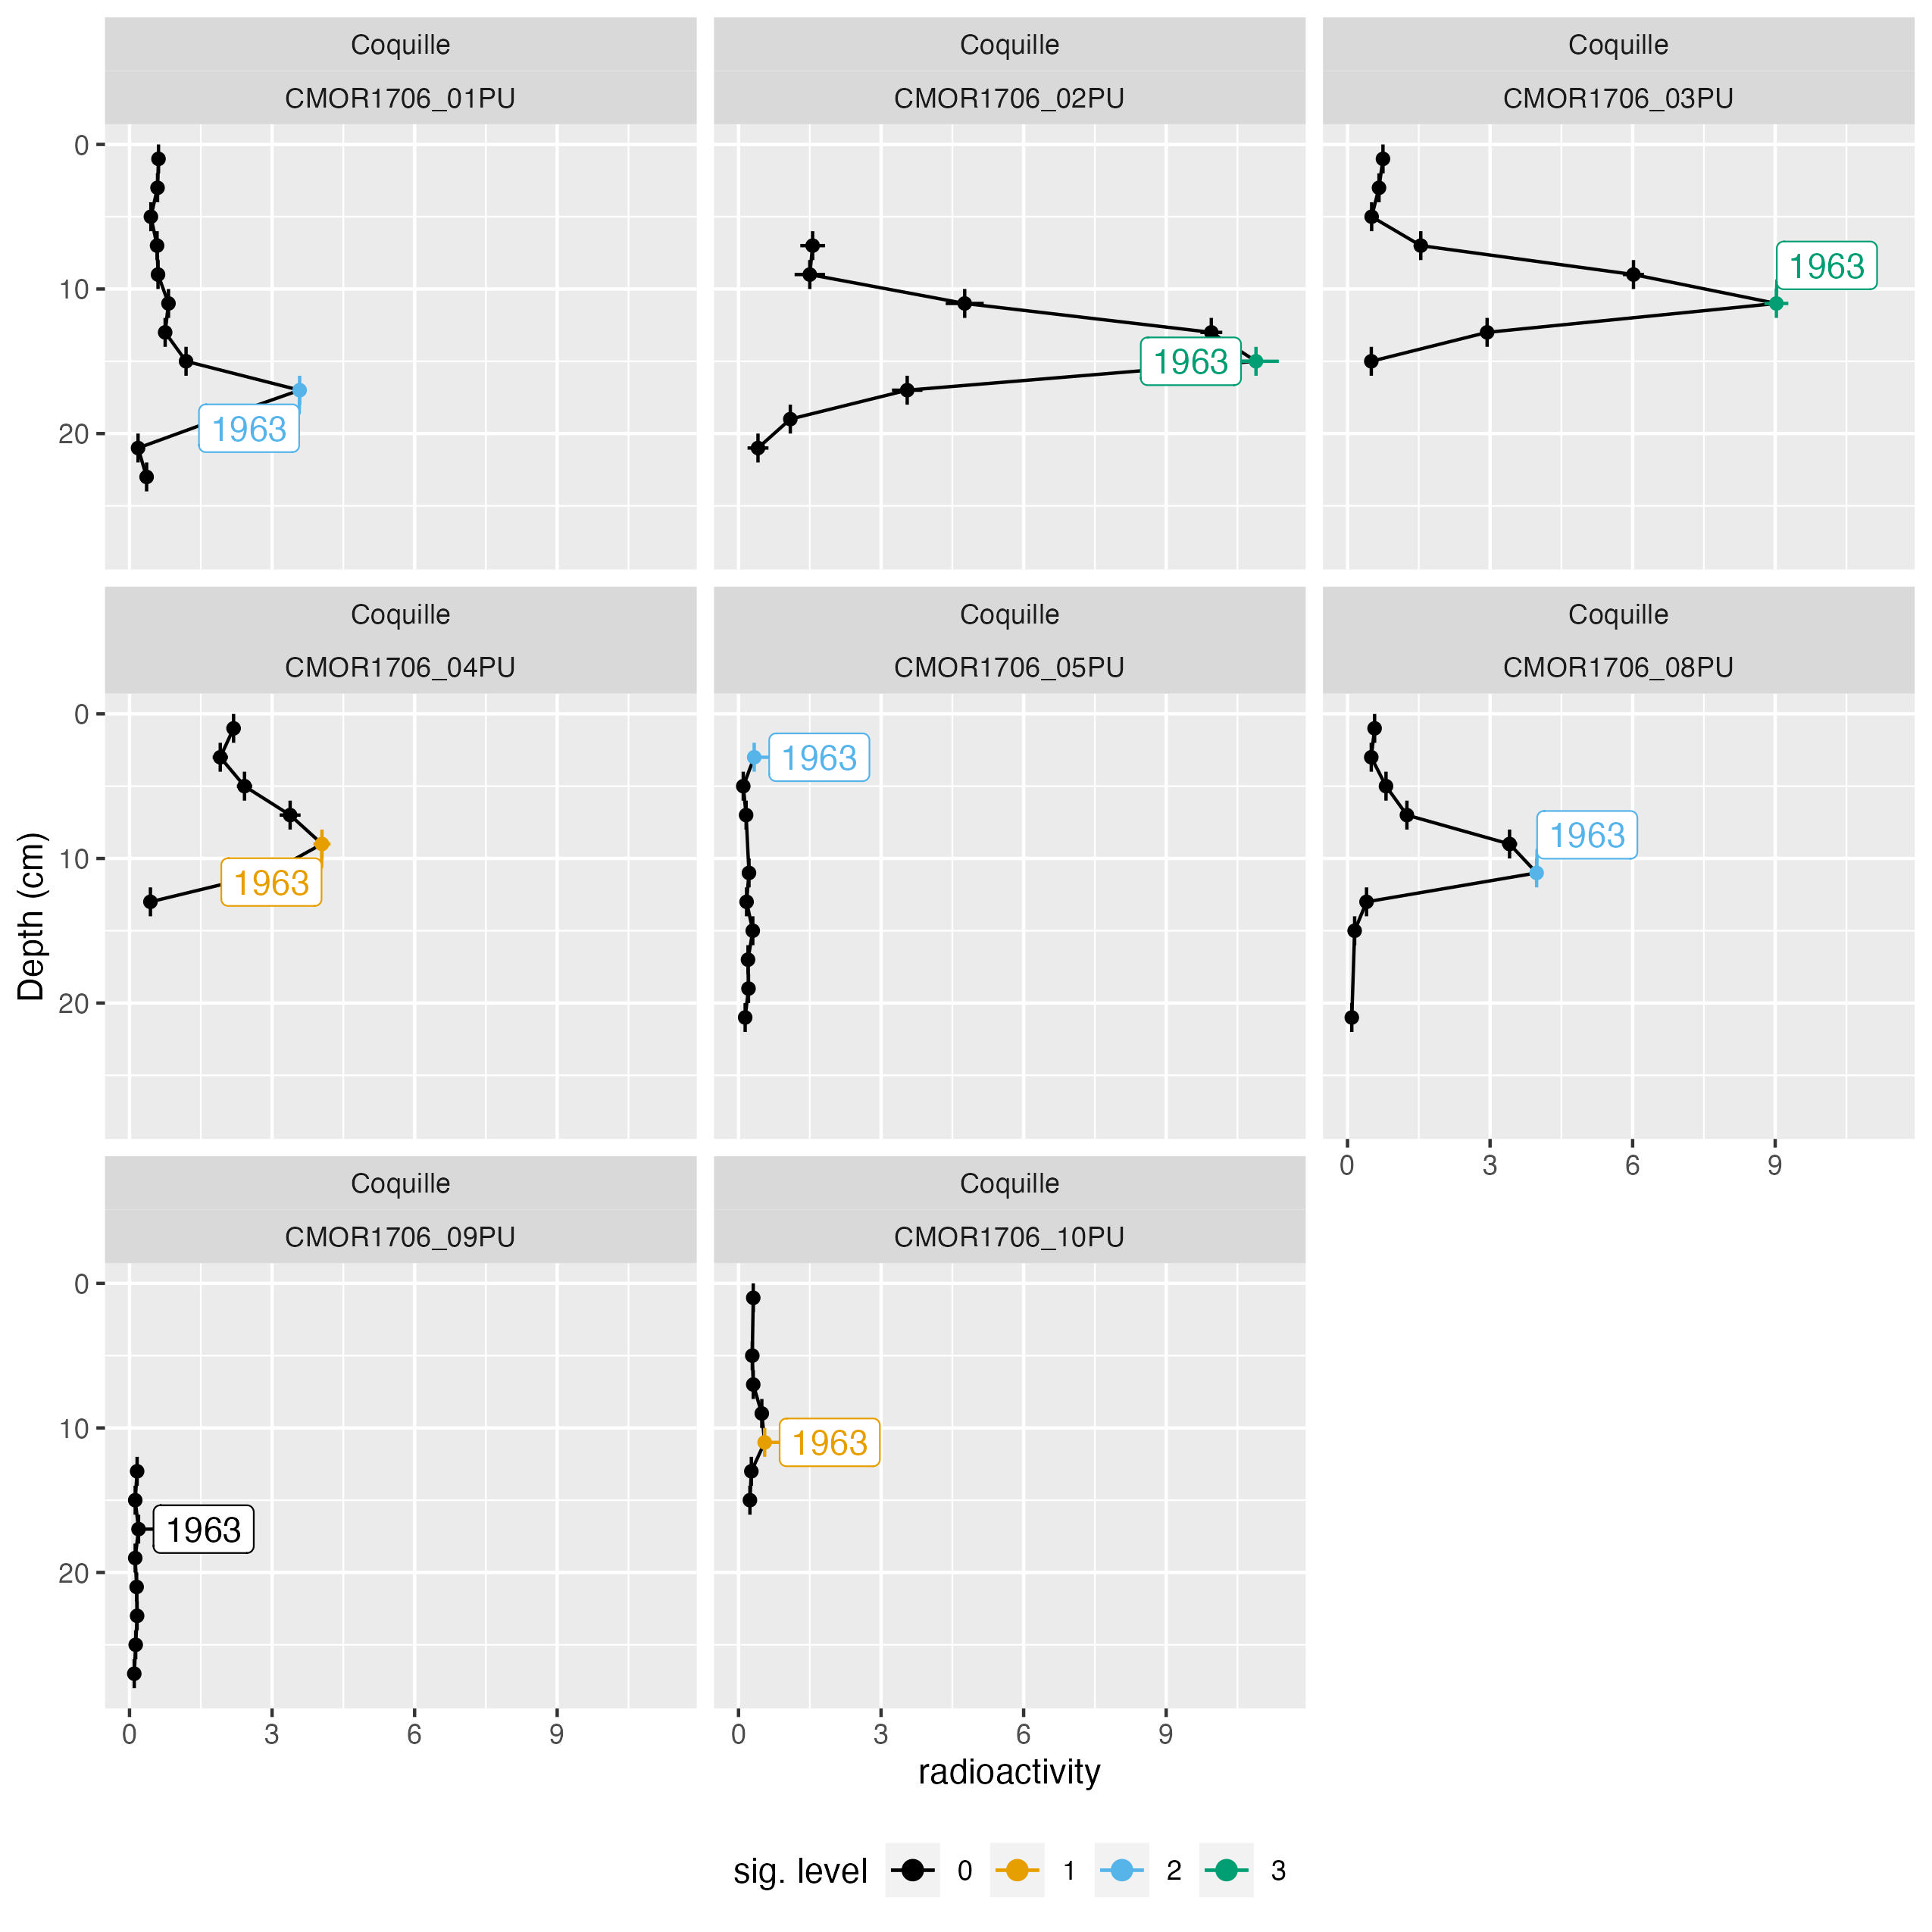 Coquille
CMOR1706_01PU
Coquille
CMOR1706_02PU
Coquille
CMOR1706_03PU
0
10
20
1963
1963
1963
Coquille
CMOR1706_04PU
Coquille
CMOR1706_05PU
Coquille
CMOR1706_08PU
0
10
20
1963
1963
1963
0 3 6 9
Coquille
CMOR1706_09PU
Coquille
CMOR1706_10PU
0
10
20
1963
1963
0 3 6 9
0 3 6 9
Depth (cm)
radioactivity
sig. level 0 1 2 3